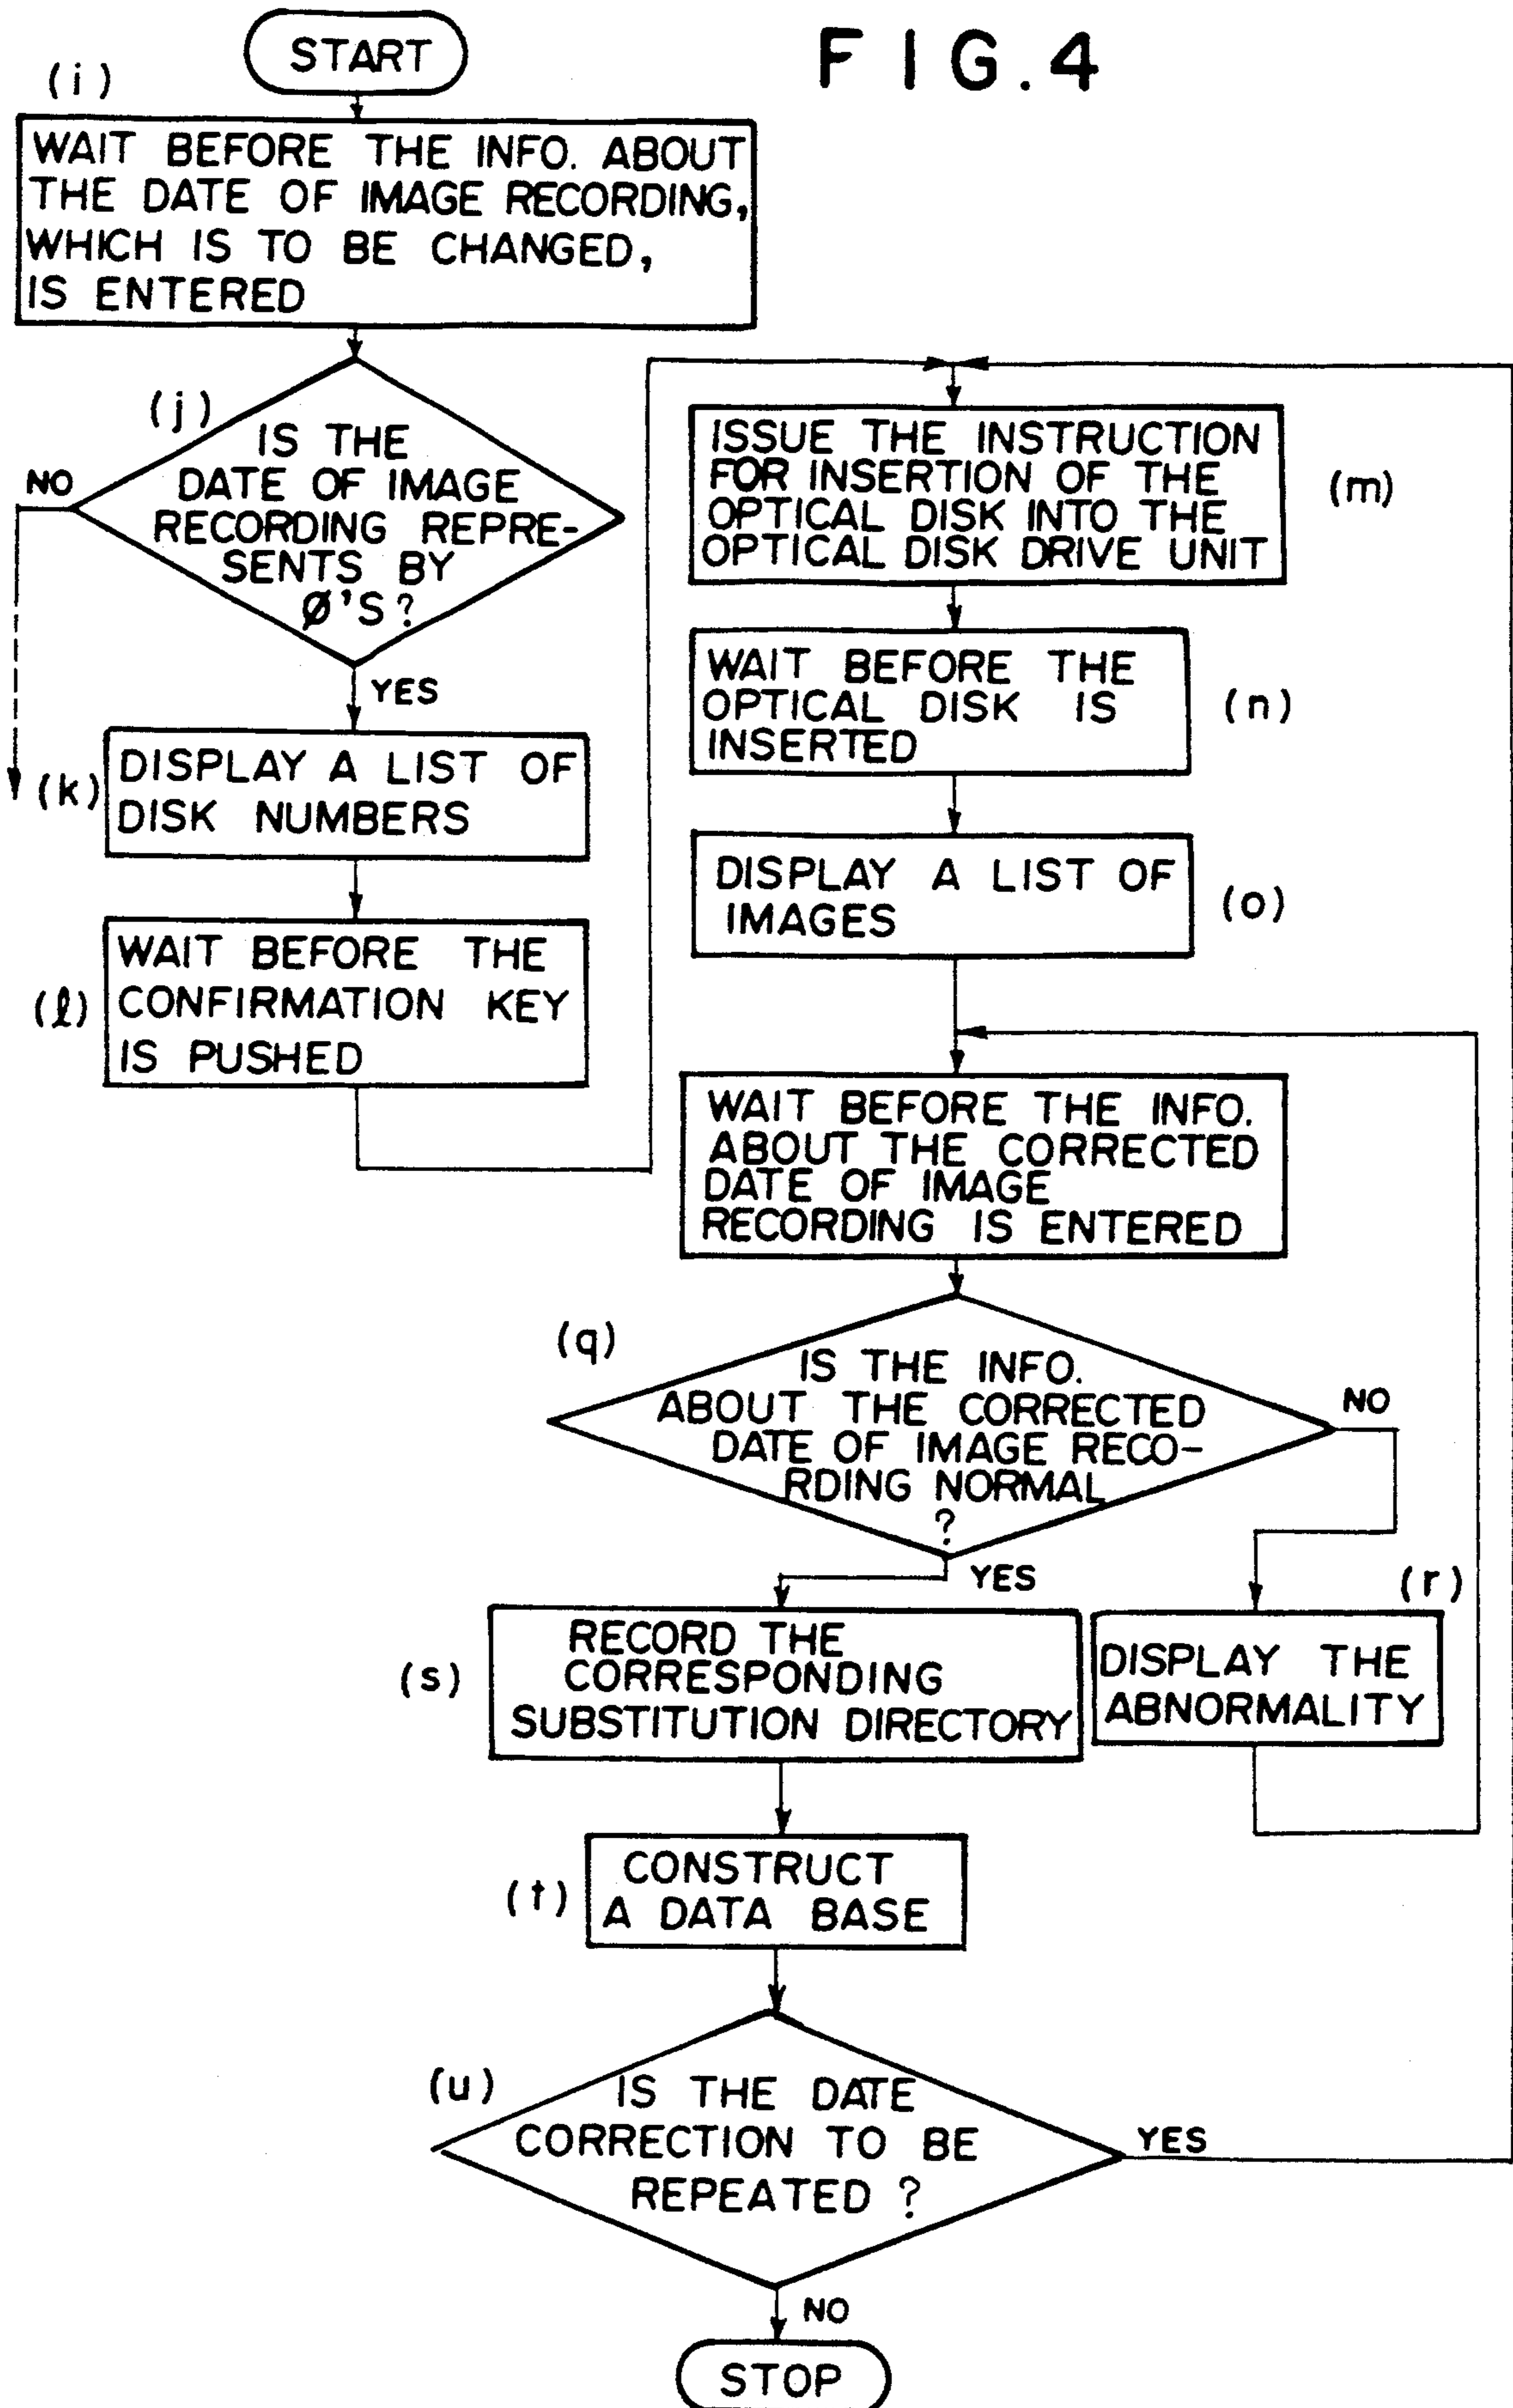 FIG.4
START
(i)
WAIT BEFORE THE INFO. ABOUT
THE DATE OF IMAGE RECORDING,
WHICH IS TO BE CHANGED,
IS ENTERED
(j)
IS THE
DATE OF IMAGE
RECORDING REPRE-
SENTS BY
Ø'S?
NO
YES
(k)
DISPLAY A LIST OF
DISK NUMBERS
(l)
WAIT BEFORE THE
CONFIRMATION KEY
IS PUSHED
ISSUE THE INSTRUCTION
FOR INSERTION OF THE
OPTICAL DISK INTO THE
OPTICAL DISK DRIVE UNIT
(m)
WAIT BEFORE THE
OPTICAL DISK IS
INSERTED
(n)
DISPLAY A LIST OF
IMAGES
(o)
WAIT BEFORE THE INFO.
ABOUT THE CORRECTED
DATE OF IMAGE
RECORDING IS ENTERED
(q)
IS THE INFO.
ABOUT THE CORRECTED
DATE OF IMAGE RECO-
RDING NORMAL
?
NO
YES
(r)
DISPLAY THE
ABNORMALITY
(s)
RECORD THE
CORRESPONDING
SUBSTITUTION DIRECTORY
(t)
CONSTRUCT
A DATA BASE
(u)
IS THE DATE
CORRECTION TO BE
REPEATED ?
YES
NO
STOP